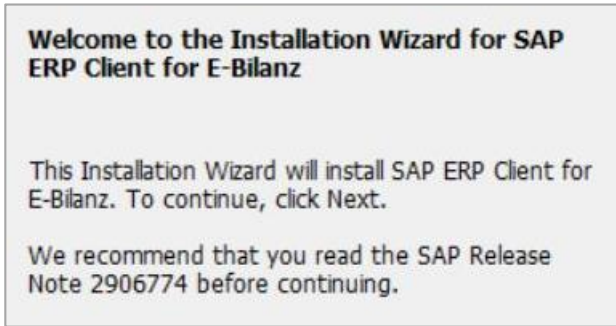 Welcome to the Installation Wizard for SAP
ERP Client for E-Bilanz
This Installation Wizard will install SAP ERP Client for
E-Bilanz. To continue, click Next.
We recommend that you read the SAP Release
Note 2906774 before continuing.